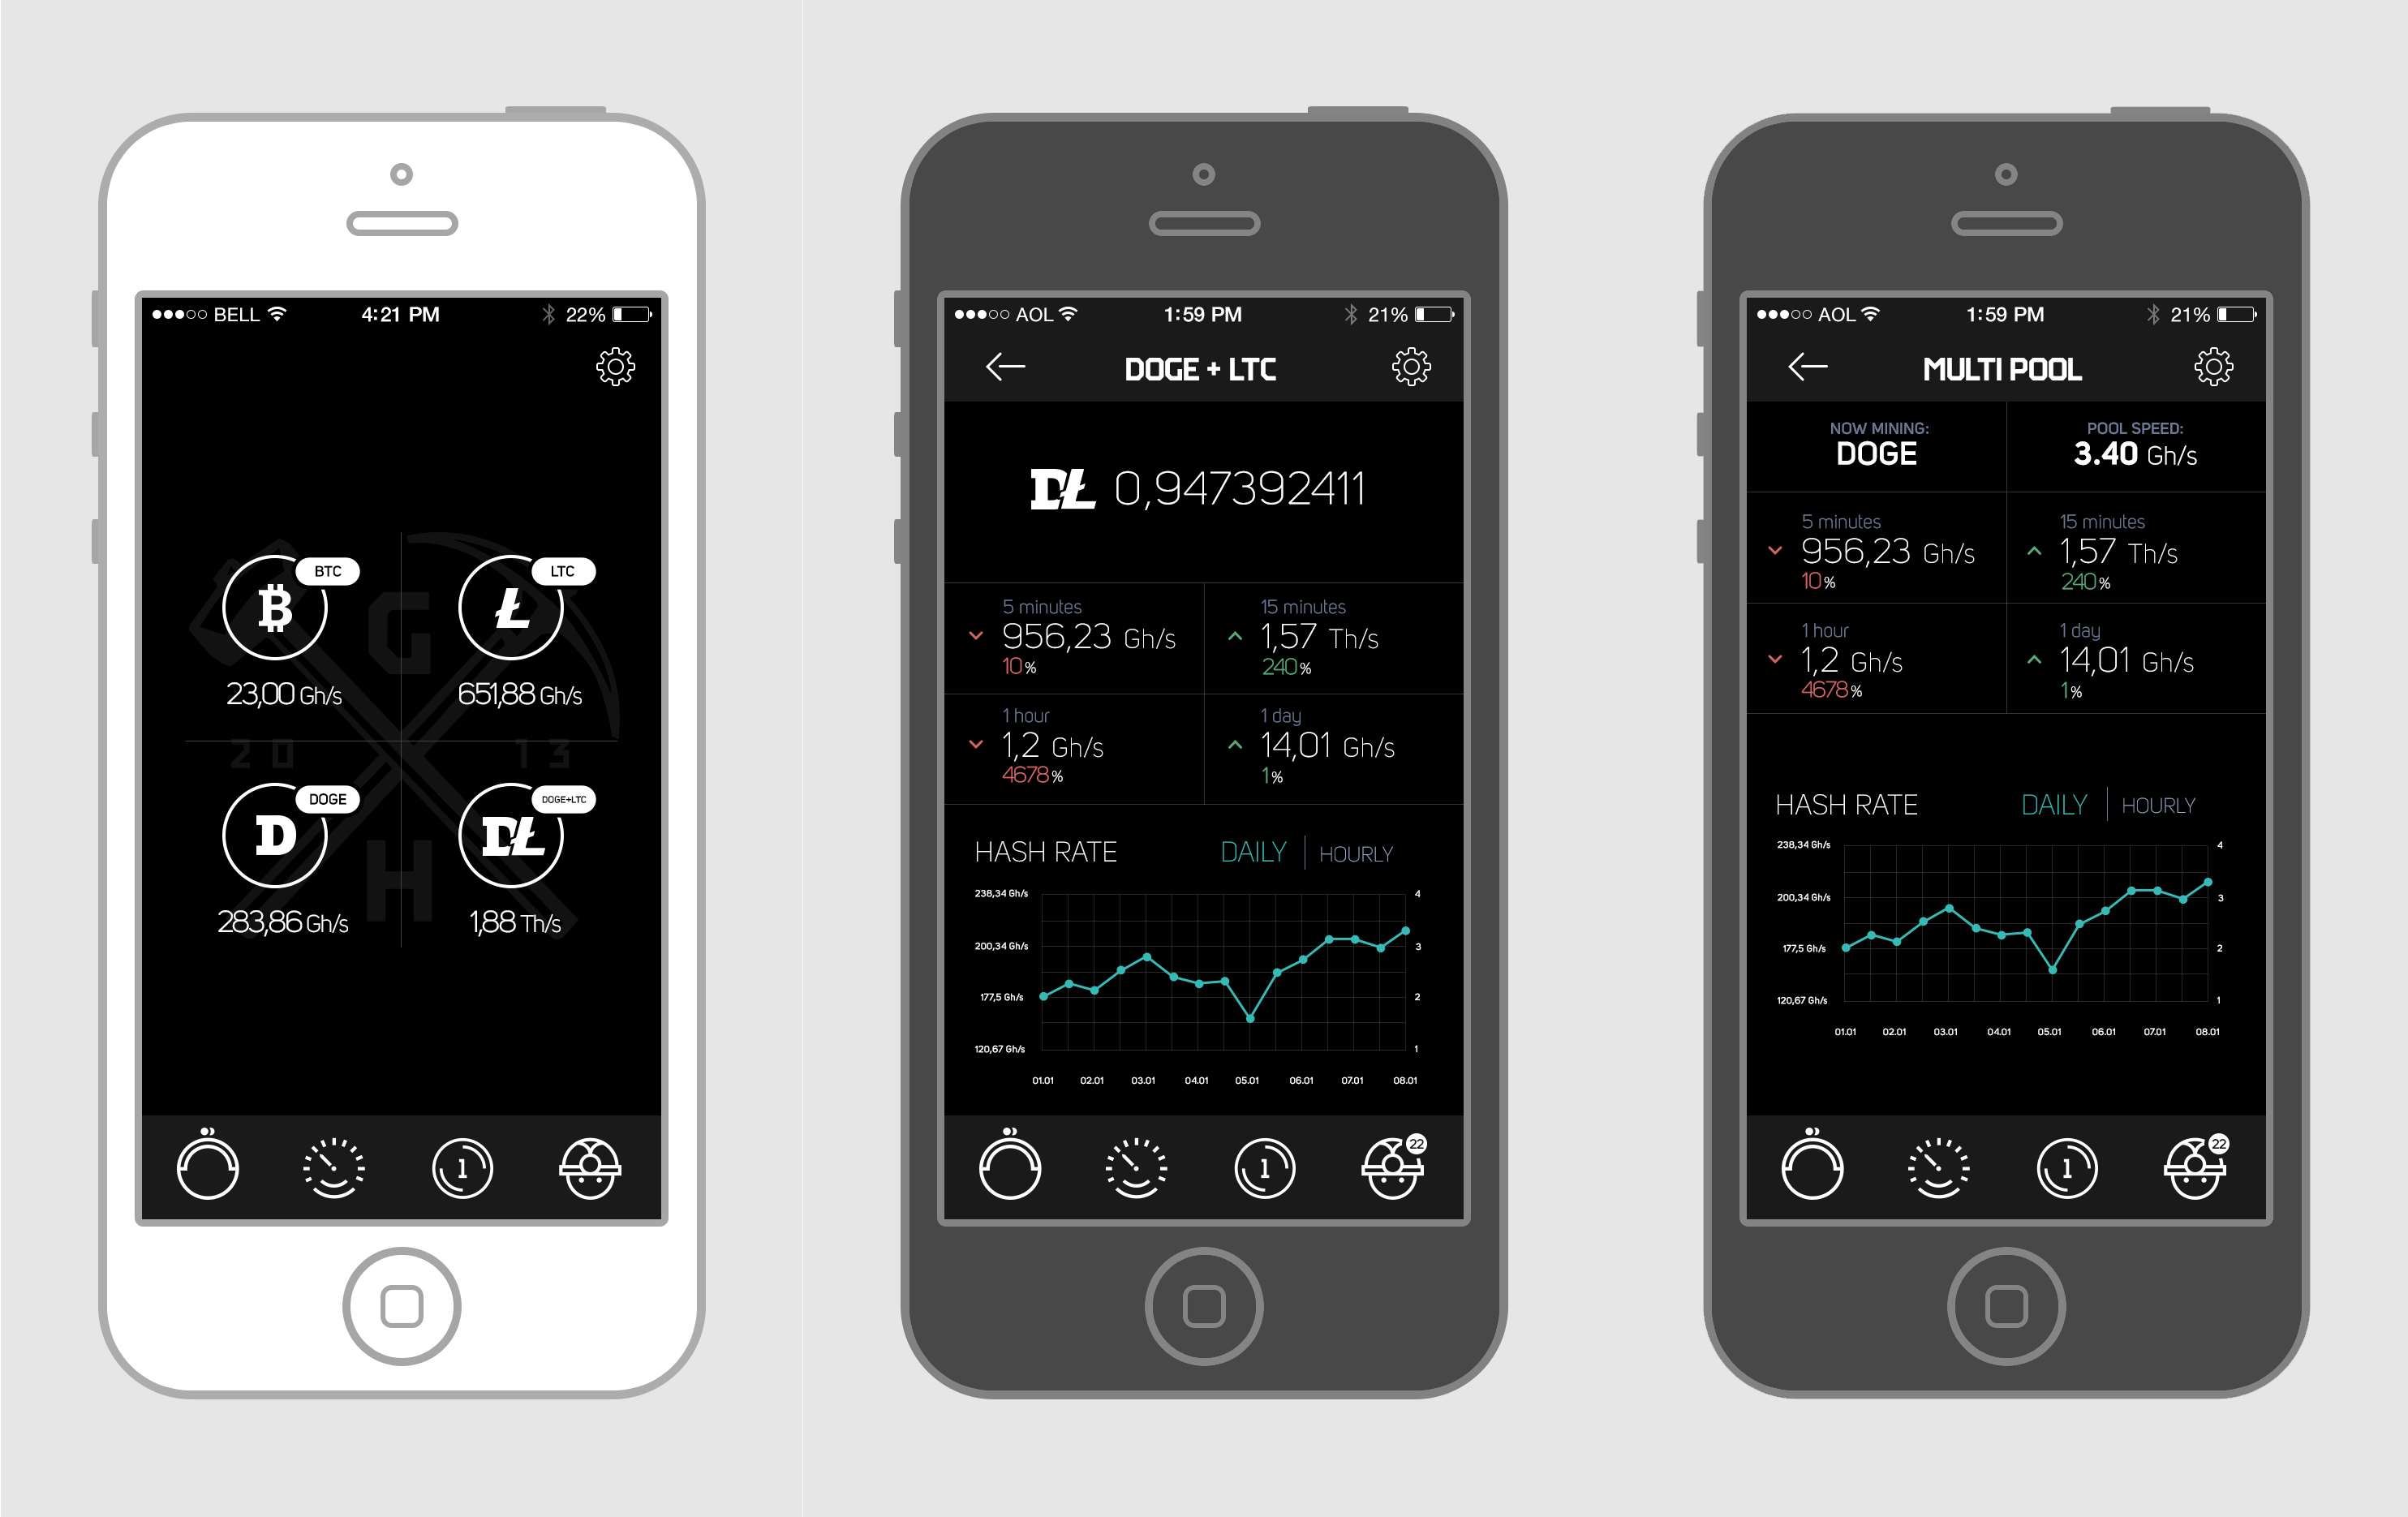 BELL 4:21 PM 22%
BTC
LTC
23,00 Gh/s
651,88 Gh/s
G
20 13
H
DOGE
DOGE+LTC
283,86 Gh/s
1,88 Th/s
1
AOL 1:59 PM 21%
DOGE + LTC
0,947392411
5 minutes
956,23 Gh/s
10%
15 minutes
1,57 Th/s
240%
1 hour
1,2 Gh/s
4678%
1 day
14,01 Gh/s
1%
HASH RATE DAILY HOURLY
238,34 Gh/s 4
200,34 Gh/s 3
177,5 Gh/s 2
120,67 Gh/s 1
01.01 02.01 03.01 04.01 05.01 06.01 07.01 08.01
1 22
AOL 1:59 PM 21%
MULTI POOL
NOW MINING:
DOGE
POOL SPEED:
3.40 Gh/s
5 minutes
956,23 Gh/s
10%
15 minutes
1,57 Th/s
240%
1 hour
1,2 Gh/s
4678%
1 day
14,01 Gh/s
1%
HASH RATE DAILY HOURLY
238,34 Gh/s 4
200,34 Gh/s 3
177,5 Gh/s 2
120,67 Gh/s 1
01.01 02.01 03.01 04.01 05.01 06.01 07.01 08.01
1 22